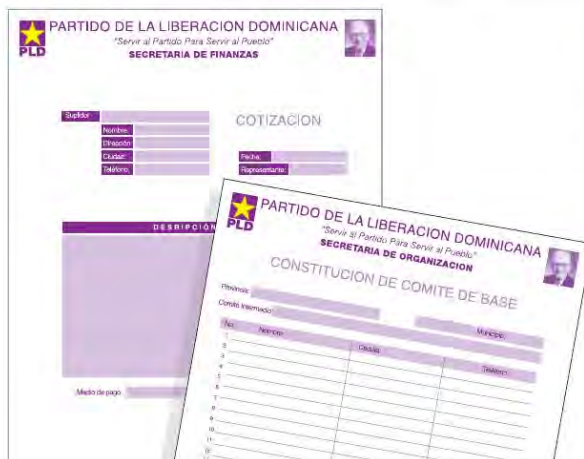 PARTIDO DE LA LIBERACION DOMINICANA
PLD
"Servir al Partido Para Servir al Pueblo"
SECRETARIA DE FINANZAS
Suplidor:
COTIZACION
Nombre:
Dirección:
Ciudad:
Teléfono:
Fecha:
Representante:
DESRIPCIÓN
Medio de pago:
PARTIDO DE LA LIBERACION DOMINICANA
PLD
"Servir al Partido Para Servir al Pueblo"
SECRETARIA DE ORGANIZACION
CONSTITUCION DE COMITE DE BASE
Provincia:
Municipio:
Comité Intermedio:
No. Nombre Cédula Teléfono
1
2
3
4
5
6
7
8
9
10
11
12